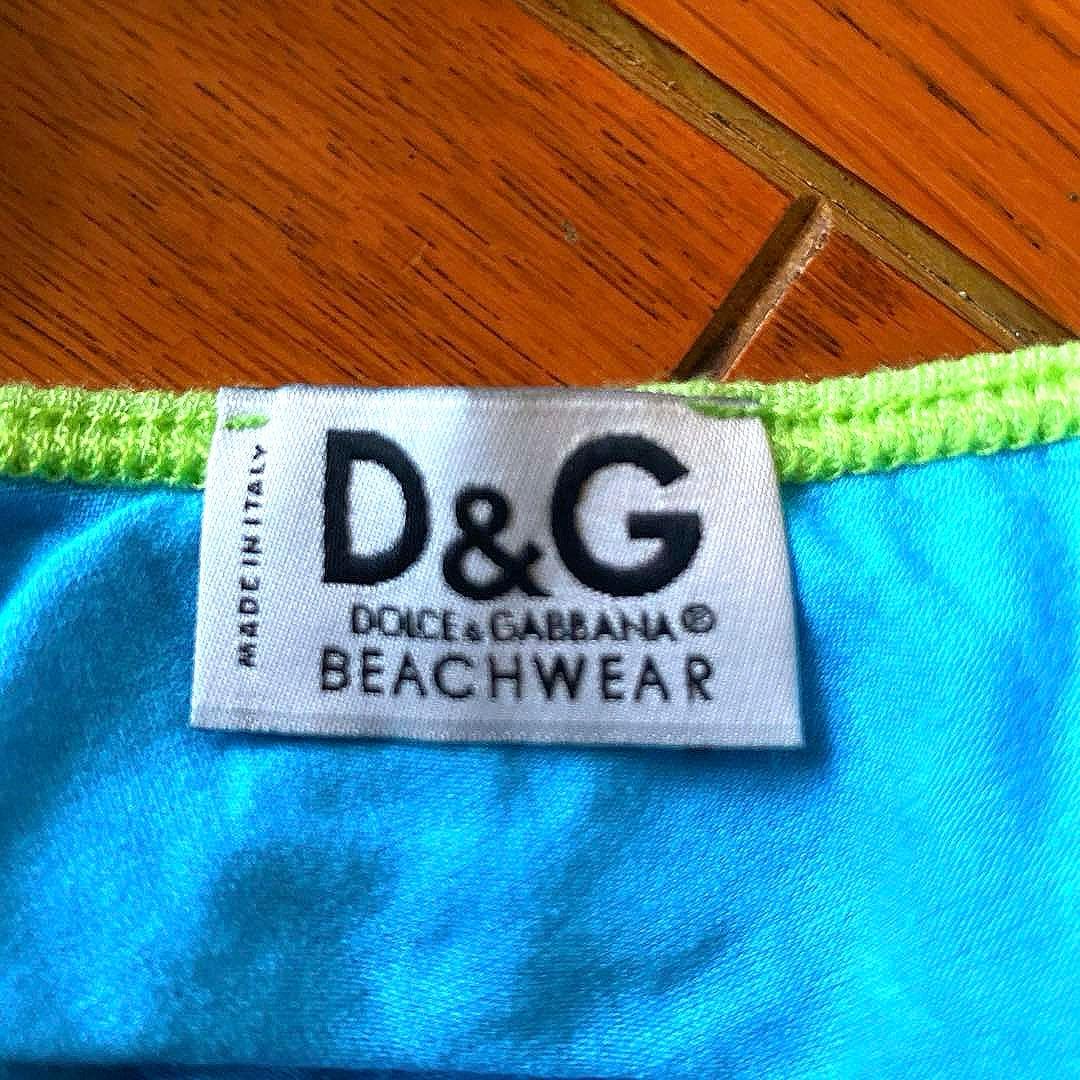 MADE IN ITALY
D&G
DOLCE & GABBANA®
BEACHWEAR